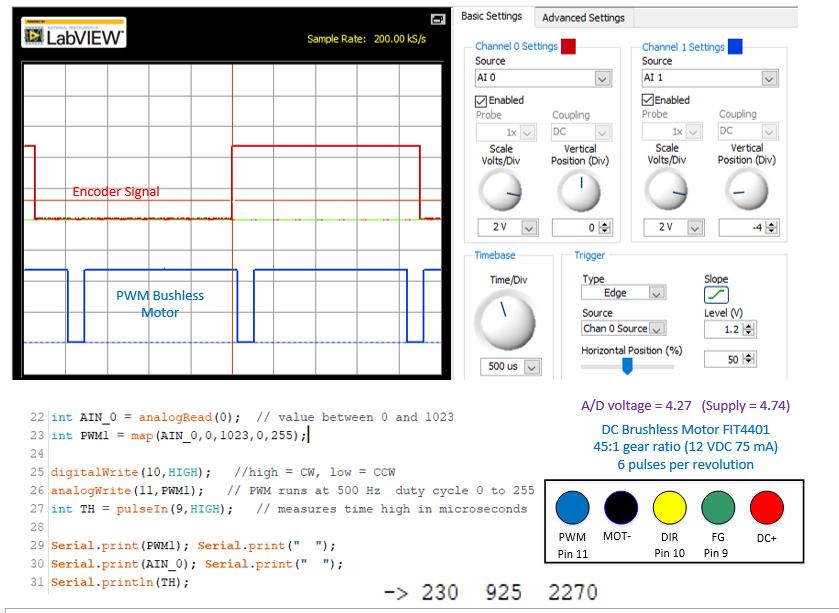 POWERED BY
NATIONAL INSTRUMENTS
LabVIEW™
Sample Rate: 200.00 kS/s
Encoder Signal
PWM Bushless
Motor
Basic Settings
Advanced Settings
Channel 0 Settings
Source
AI 0
Enabled
Probe
Coupling
1x
DC
Scale
Volts/Div
Vertical
Position (Div)
2 V
0
Channel 1 Settings
Source
AI 1
Enabled
Probe
Coupling
1x
DC
Scale
Volts/Div
Vertical
Position (Div)
2 V
-4
Timebase
Time/Div
500 us
Trigger
Type
Edge
Slope
Source
Chan 0 Source
Level (V)
1.2
Horizontal Position (%)
50
22 int AIN_0 = analogRead(0);  // value between 0 and 1023
23 int PWM1 = map(AIN_0,0,1023,0,255);
24
25 digitalWrite(10,HIGH);   //high = CW, low = CCW
26 analogWrite(11,PWM1);   // PWM runs at 500 Hz  duty cycle 0 to 255
27 int TH = pulseIn(9,HIGH);   // measures time high in microseconds
28
29 Serial.print(PWM1); Serial.print("  ");
30 Serial.print(AIN_0); Serial.print("  ");
31 Serial.println(TH);
-> 230  925  2270
A/D voltage = 4.27   (Supply = 4.74)
DC Brushless Motor FIT4401
45:1 gear ratio (12 VDC 75 mA)
6 pulses per revolution
PWM
Pin 11
MOT-
DIR
Pin 10
FG
Pin 9
DC+